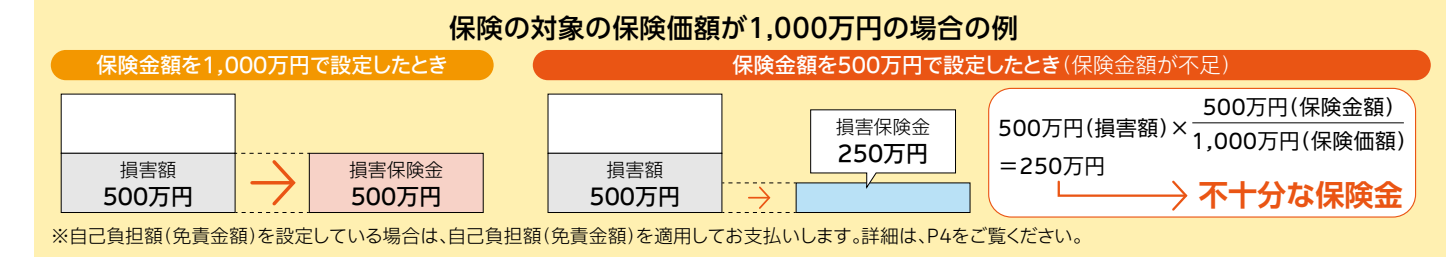 保険の対象の保険価額が1,000万円の場合の例
保険金額を1,000万円で設定したとき
損害額
500万円
損害保険金
500万円
保険金額を500万円で設定したとき(保険金額が不足)
損害額
500万円
損害保険金
250万円
500万円(損害額)×500万円(保険金額)/1,000万円(保険価額)
=250万円
不十分な保険金
※自己負担額(免責金額)を設定している場合は、自己負担額(免責金額)を適用してお支払いします。詳細は、P4をご覧ください。